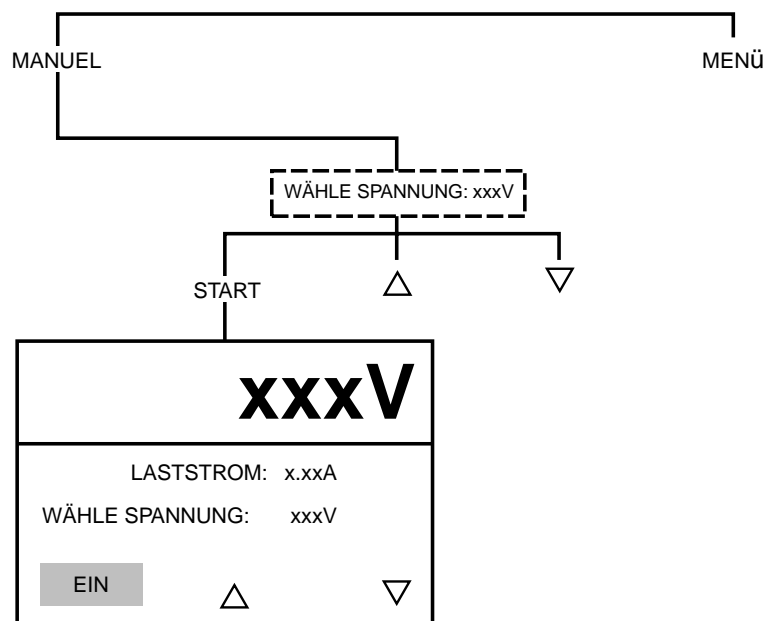 MANUEL
MENü
WÄHLE SPANNUNG: xxxV
START
xxxV
LASTSTROM: x.xxA
WÄHLE SPANNUNG: xxxV
EIN